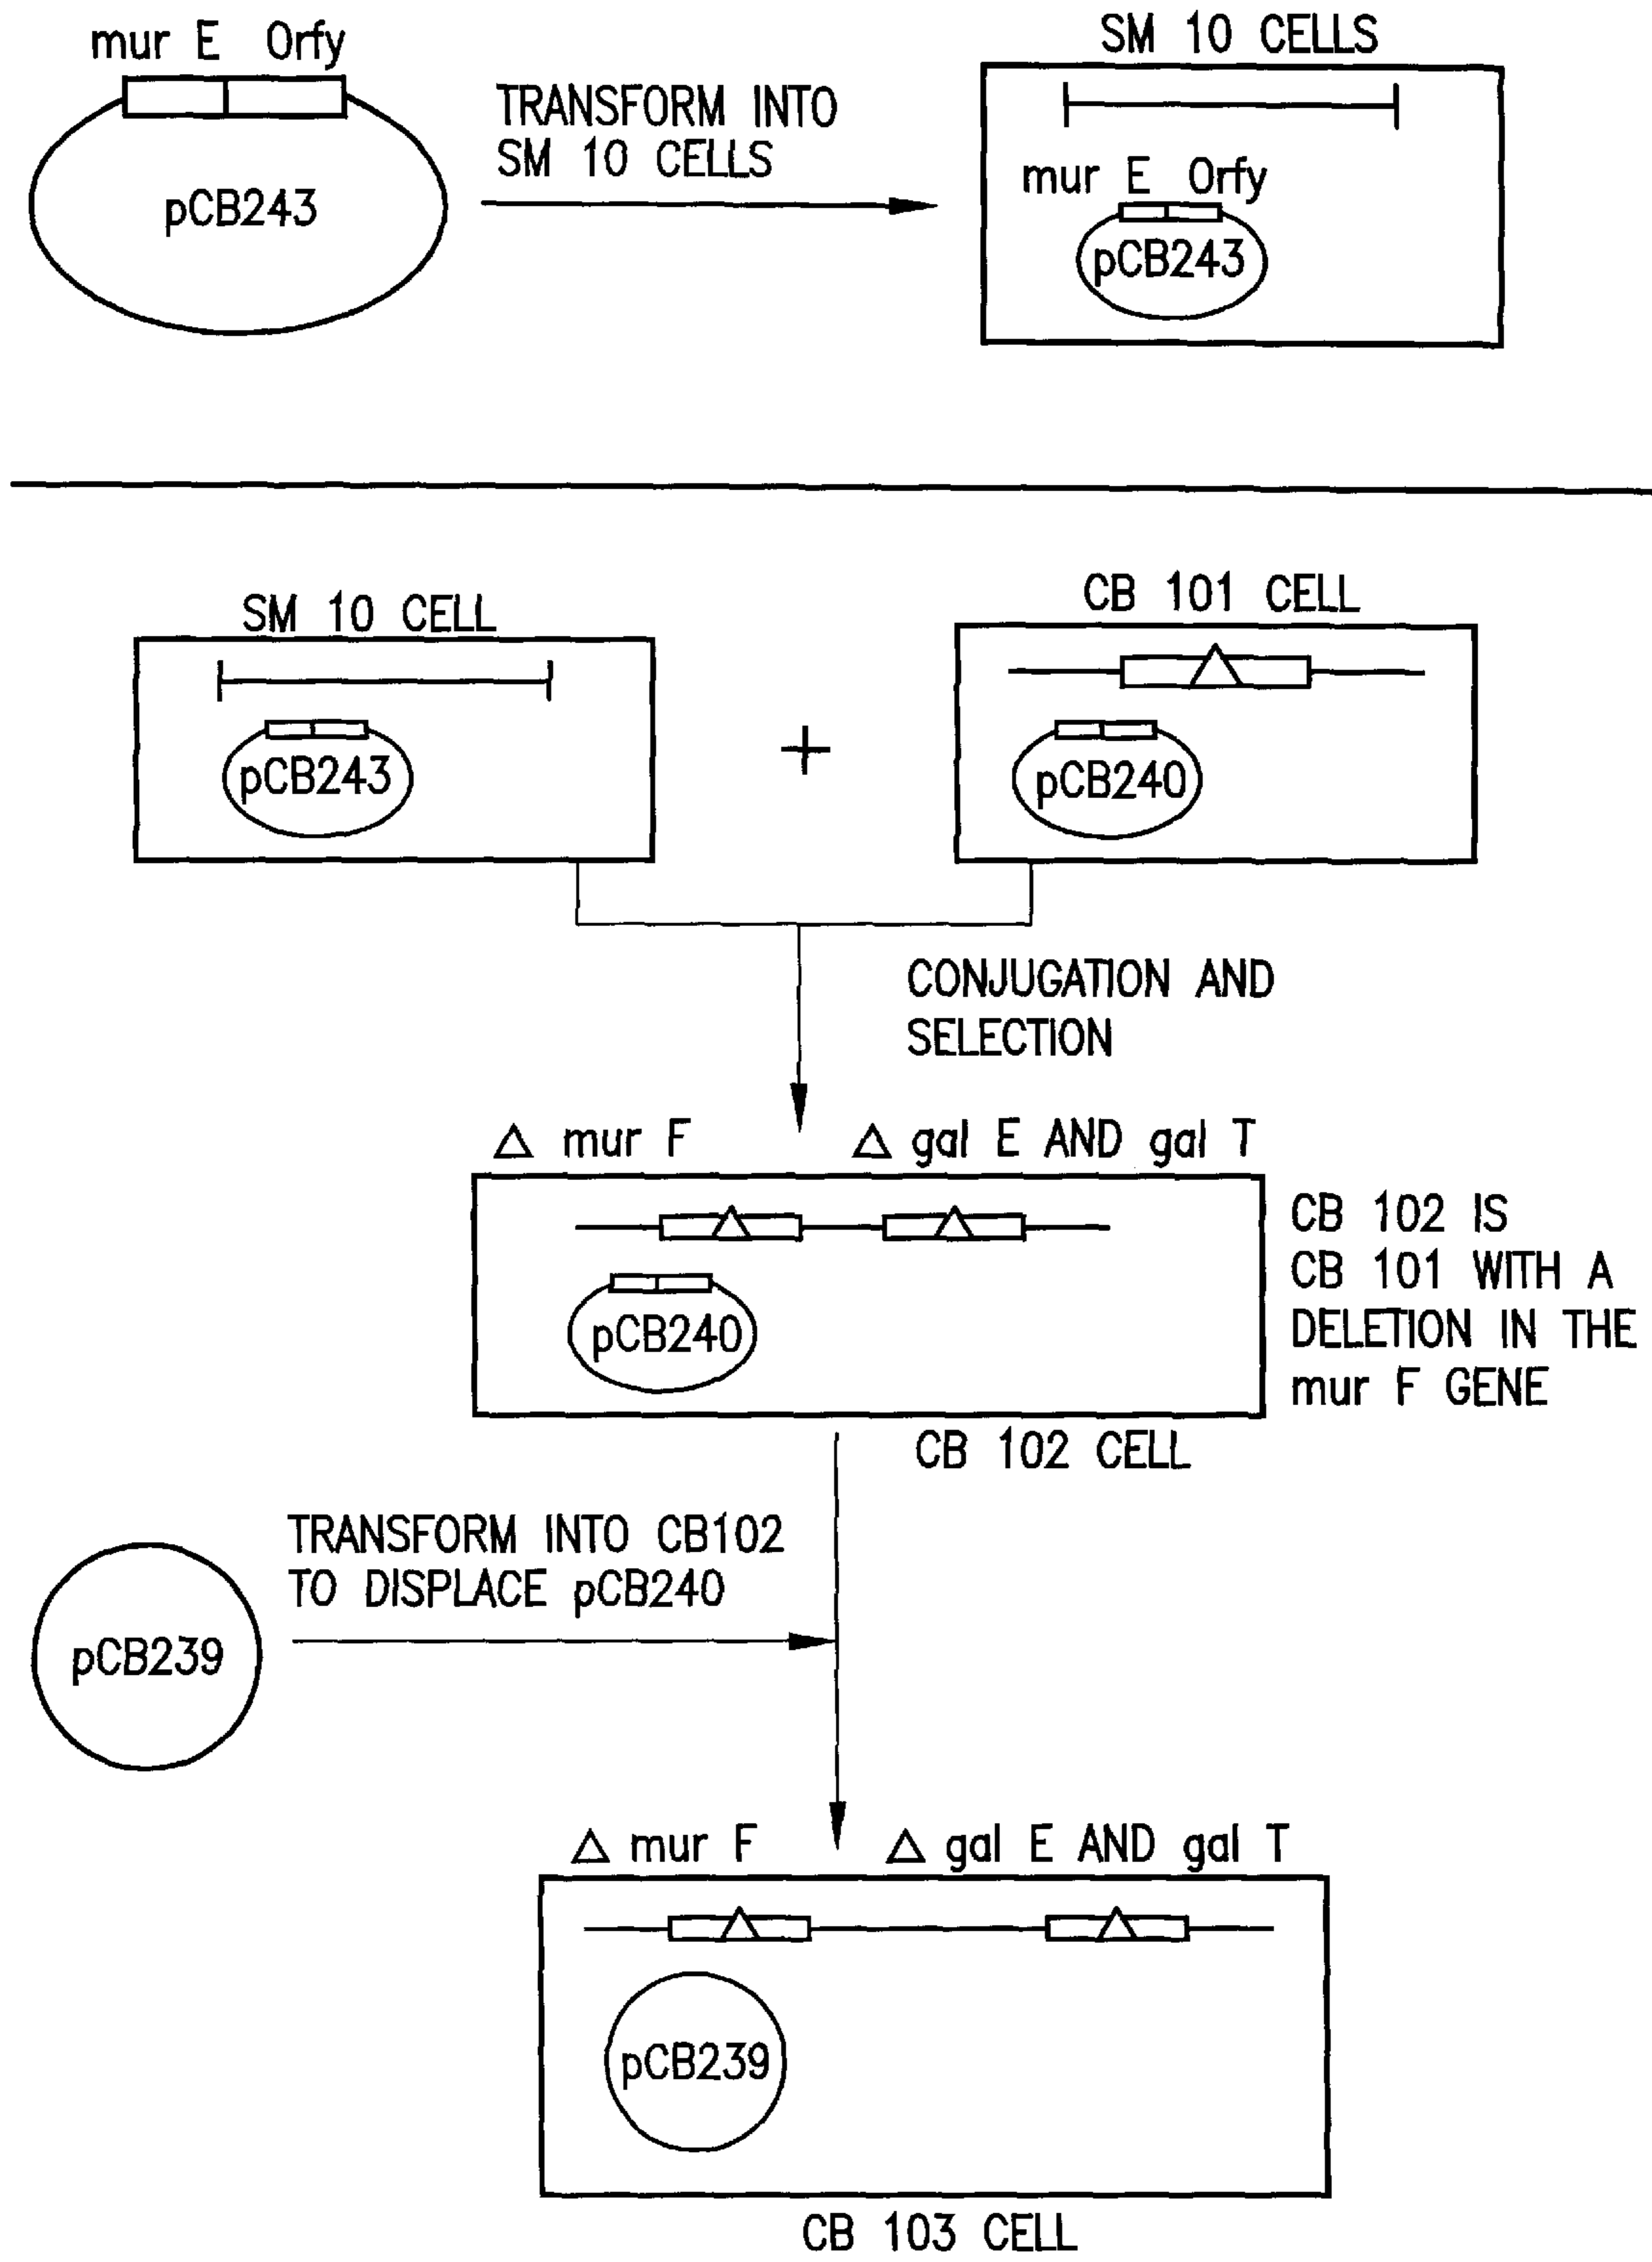 mur E Orfy
pCB243
TRANSFORM INTO
SM 10 CELLS
SM 10 CELLS
mur E Orfy
pCB243
SM 10 CELL
pCB243
+
CB 101 CELL
pCB240
CONJUGATION AND
SELECTION
△ mur F △ gal E AND gal T
pCB240
CB 102 IS
CB 101 WITH A
DELETION IN THE
mur F GENE
CB 102 CELL
TRANSFORM INTO CB102
TO DISPLACE pCB240
pCB239
△ mur F △ gal E AND gal T
pCB239
CB 103 CELL